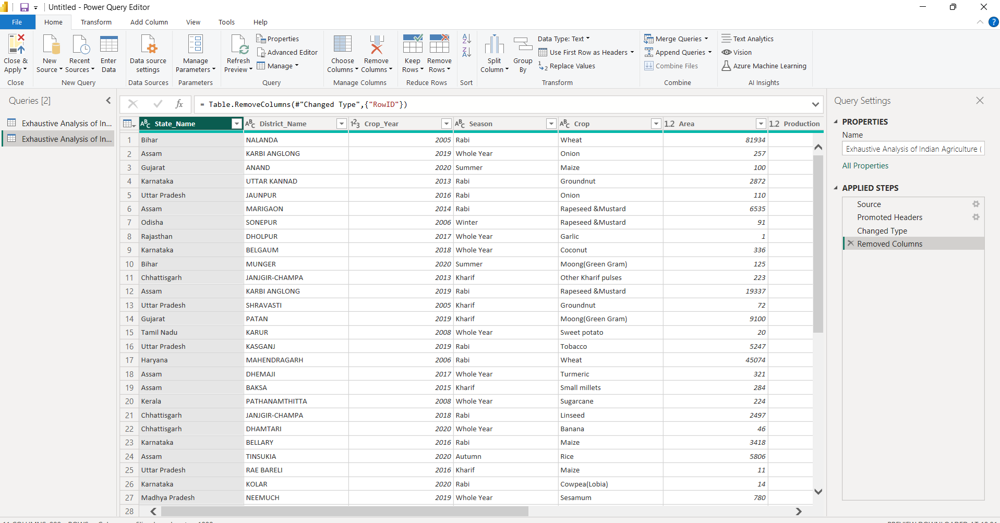 Untitled - Power Query Editor
File Home Transform Add Column View Tools Help
Close & Apply
New Source
Recent Sources
Enter Data
Data source settings
Manage Parameters
Refresh Preview
Properties
Advanced Editor
Manage
Choose Columns
Remove Columns
Keep Rows
Remove Rows
Split Column
Group By
Data Type: Text
Use First Row as Headers
Replace Values
Merge Queries
Append Queries
Combine Files
Text Analytics
Vision
Azure Machine Learning
Close New Query Data Sources Parameters Query Manage Columns Reduce Rows Sort Transform Combine AI Insights
Queries [2]
Exhaustive Analysis of In...
Exhaustive Analysis of In...
fx = Table.RemoveColumns(#"Changed Type",{"RowID"})
ABC State_Name ABC District_Name 123 Crop_Year ABC Season ABC Crop 1.2 Area 1.2 Production
1 Bihar NALANDA 2005 Rabi Wheat 81934
2 Assam KARBI ANGLONG 2019 Whole Year Onion 257
3 Gujarat ANAND 2020 Summer Maize 100
4 Karnataka UTTAR KANNAD 2013 Rabi Groundnut 2872
5 Uttar Pradesh JAUNPUR 2016 Rabi Onion 110
6 Assam MARIGAON 2014 Rabi Rapeseed &Mustard 6535
7 Odisha SONEPUR 2006 Winter Rapeseed &Mustard 91
8 Rajasthan DHOLPUR 2017 Whole Year Garlic 1
9 Karnataka BELGAUM 2018 Whole Year Coconut 336
10 Bihar MUNGER 2020 Summer Moong(Green Gram) 125
11 Chhattisgarh JANJGIR-CHAMPA 2013 Kharif Other Kharif pulses 223
12 Assam KARBI ANGLONG 2019 Rabi Rapeseed &Mustard 19337
13 Uttar Pradesh SHRAVASTI 2005 Kharif Groundnut 72
14 Gujarat PATAN 2019 Kharif Moong(Green Gram) 9100
15 Tamil Nadu KARUR 2008 Whole Year Sweet potato 20
16 Uttar Pradesh KASGANJ 2019 Rabi Tobacco 5247
17 Haryana MAHENDRAGARH 2006 Rabi Wheat 45074
18 Assam DHEMAJI 2017 Whole Year Turmeric 321
19 Assam BAKSA 2015 Kharif Small millets 284
20 Kerala PATHANAMTHITTA 2008 Whole Year Sugarcane 224
21 Chhattisgarh JANJGIR-CHAMPA 2018 Rabi Linseed 2497
22 Chhattisgarh DHAMTARI 2020 Whole Year Banana 46
23 Karnataka BELLARY 2016 Rabi Maize 3418
24 Assam TINSUKIA 2020 Autumn Rice 5806
25 Uttar Pradesh RAE BARELI 2016 Kharif Maize 11
26 Karnataka KOLAR 2020 Rabi Cowpea(Lobia) 14
27 Madhya Pradesh NEEMUCH 2019 Whole Year Sesamum 780
28
Query Settings
PROPERTIES
Name
Exhaustive Analysis of Indian Agriculture (
All Properties
APPLIED STEPS
Source
Promoted Headers
Changed Type
Removed Columns